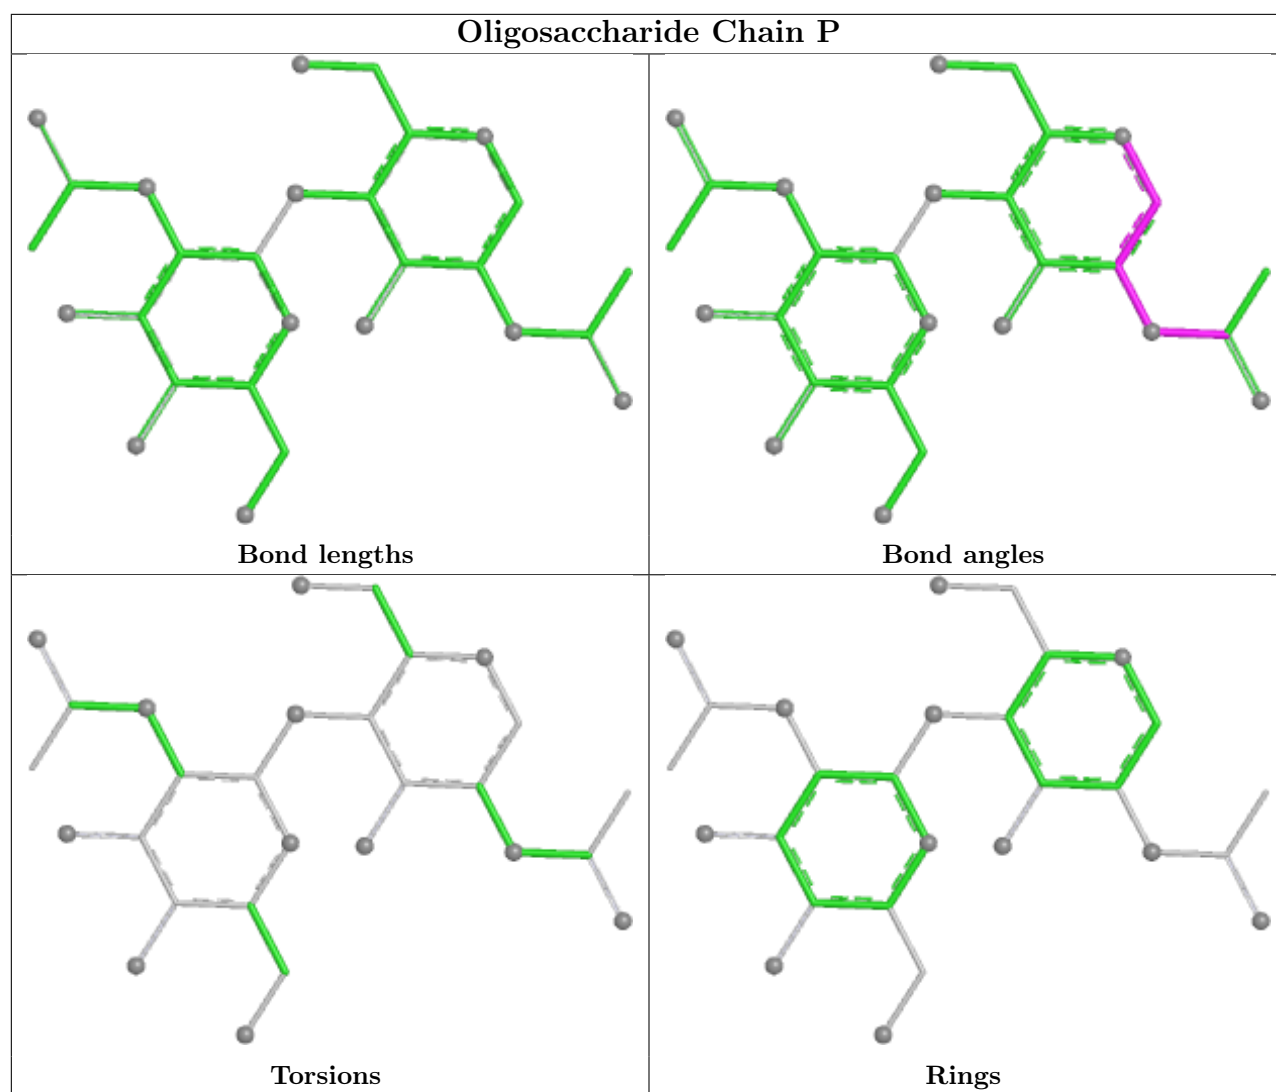 Oligosaccharide Chain P
Bond lengths
Bond angles
Torsions
Rings